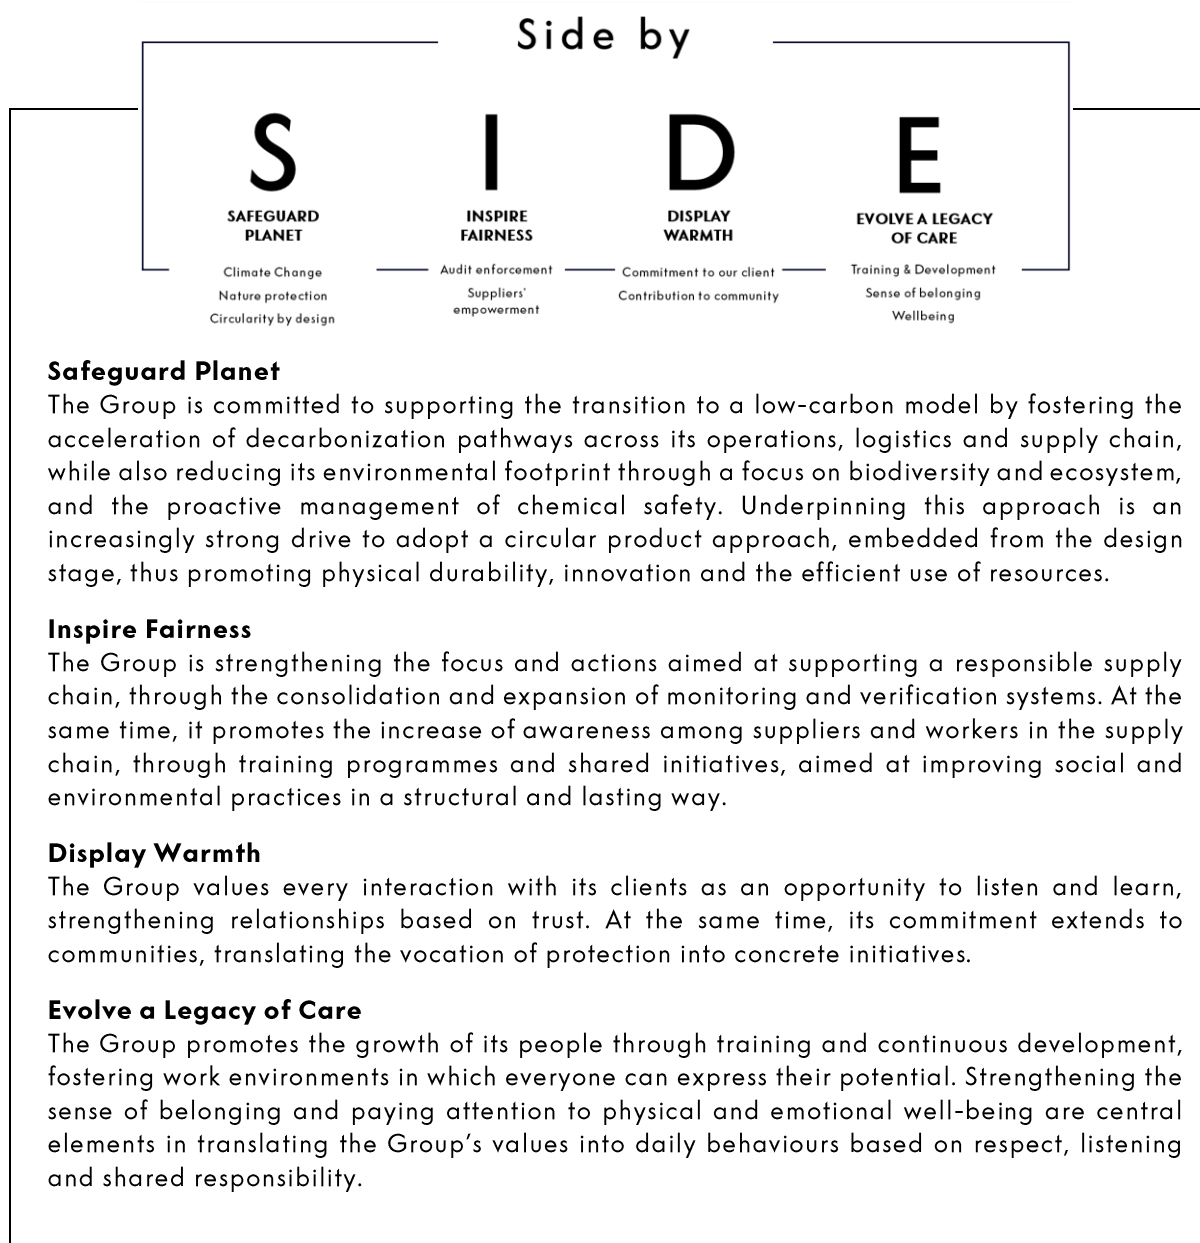 Side by
S I D E
SAFEGUARD
PLANET
Climate Change
Nature protection
Circularity by design
INSPIRE
FAIRNESS
Audit enforcement
Suppliers'
empowerment
DISPLAY
WARMTH
Commitment to our client
Contribution to community
EVOLVE A LEGACY
OF CARE
Training & Development
Sense of belonging
Wellbeing
Safeguard Planet
The Group is committed to supporting the transition to a low-carbon model by fostering the
acceleration of decarbonization pathways across its operations, logistics and supply chain,
while also reducing its environmental footprint through a focus on biodiversity and ecosystem,
and the proactive management of chemical safety. Underpinning this approach is an
increasingly strong drive to adopt a circular product approach, embedded from the design
stage, thus promoting physical durability, innovation and the efficient use of resources.
Inspire Fairness
The Group is strengthening the focus and actions aimed at supporting a responsible supply
chain, through the consolidation and expansion of monitoring and verification systems. At the
same time, it promotes the increase of awareness among suppliers and workers in the supply
chain, through training programmes and shared initiatives, aimed at improving social and
environmental practices in a structural and lasting way.
Display Warmth
The Group values every interaction with its clients as an opportunity to listen and learn,
strengthening relationships based on trust. At the same time, its commitment extends to
communities, translating the vocation of protection into concrete initiatives.
Evolve a Legacy of Care
The Group promotes the growth of its people through training and continuous development,
fostering work environments in which everyone can express their potential. Strengthening the
sense of belonging and paying attention to physical and emotional well-being are central
elements in translating the Group's values into daily behaviours based on respect, listening
and shared responsibility.